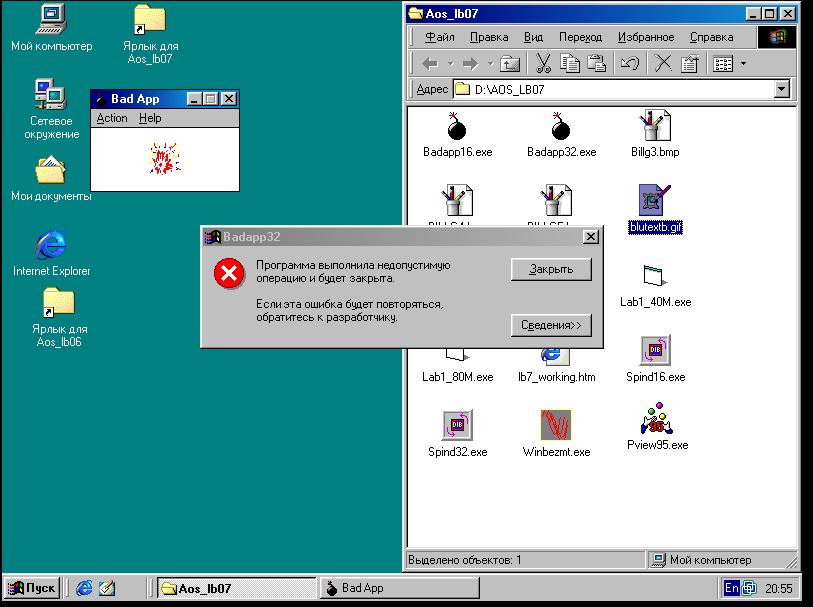 Мой компьютер
Ярлык для
Aos_lb07
Сетевое
окружение
Мои документы
Internet Explorer
Ярлык для
Aos_lb06
Bad App
Action Help
Aos_lb07
Файл Правка Вид Переход Избранное Справка
Адрес D:\AOS_LB07
Badapp16.exe Badapp32.exe Billg3.bmp
blutextb.gif
Lab1_40M.exe
Lab1_80M.exe lb7_working.htm Spind16.exe
Spind32.exe Winbezmt.exe Pview95.exe
Badapp32
Программа выполнила недопустимую
операцию и будет закрыта.
Если эта ошибка будет повторяться,
обратитесь к разработчику.
Закрыть
Сведения>>
Выделено объектов: 1 Мой компьютер
Пуск Aos_lb07 Bad App En 20:55